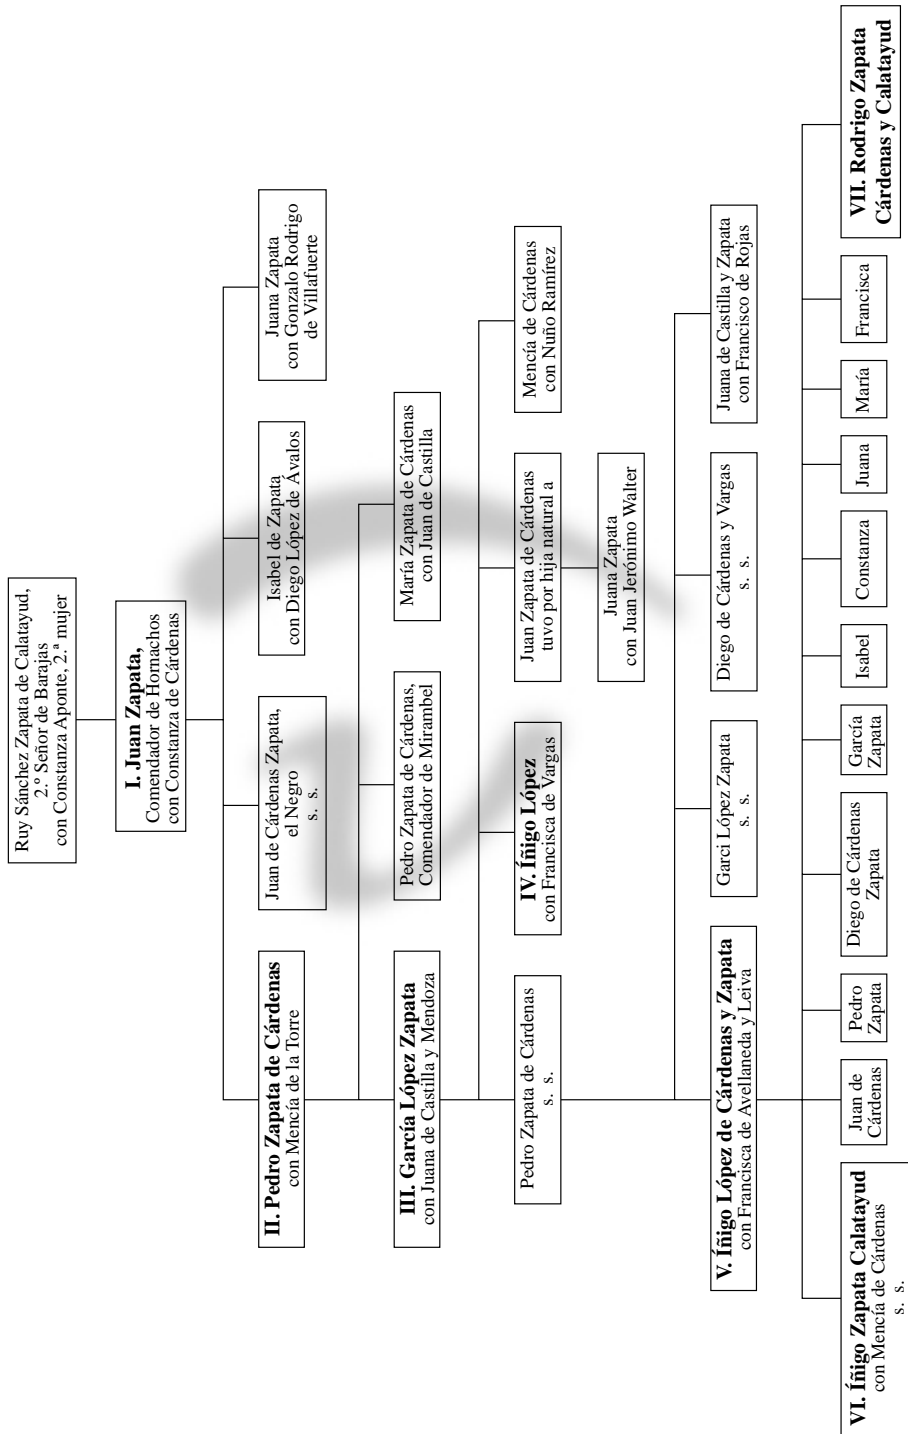 Ruy Sánchez Zapata de Calatayud,
2.º Señor de Barajas
con Constanza Aponte, 2.ª mujer
I. Juan Zapata,
Comendador de Hornachos
con Constanza de Cárdenas
II. Pedro Zapata de Cárdenas
con Mencía de la Torre
Juan de Cárdenas Zapata,
el Negro
s. s.
Isabel de Zapata
con Diego López de Ávalos
Juana Zapata
con Gonzalo Rodrigo
de Villafuerte
III. García López Zapata
con Juana de Castilla y Mendoza
Pedro Zapata de Cárdenas,
Comendador de Mirambel
María Zapata de Cárdenas
con Juan de Castilla
Pedro Zapata de Cárdenas
s. s.
IV. Íñigo López
con Francisca de Vargas
Juan Zapata de Cárdenas
tuvo por hija natural a
Mencía de Cárdenas
con Nuño Ramírez
Juana Zapata
con Juan Jerónimo Walter
V. Íñigo López de Cárdenas y Zapata
con Francisca de Avellaneda y Leiva
Garci López Zapata
s. s.
Diego de Cárdenas y Vargas
s. s.
Juana de Castilla y Zapata
con Francisco de Rojas
VI. Íñigo Zapata Calatayud
con Mencía de Cárdenas
s. s.
Juan de
Cárdenas
Pedro
Zapata
Diego de Cárdenas
Zapata
García
Zapata
Isabel
Constanza
Juana
María
Francisca
VII. Rodrigo Zapata
Cárdenas y Calatayud